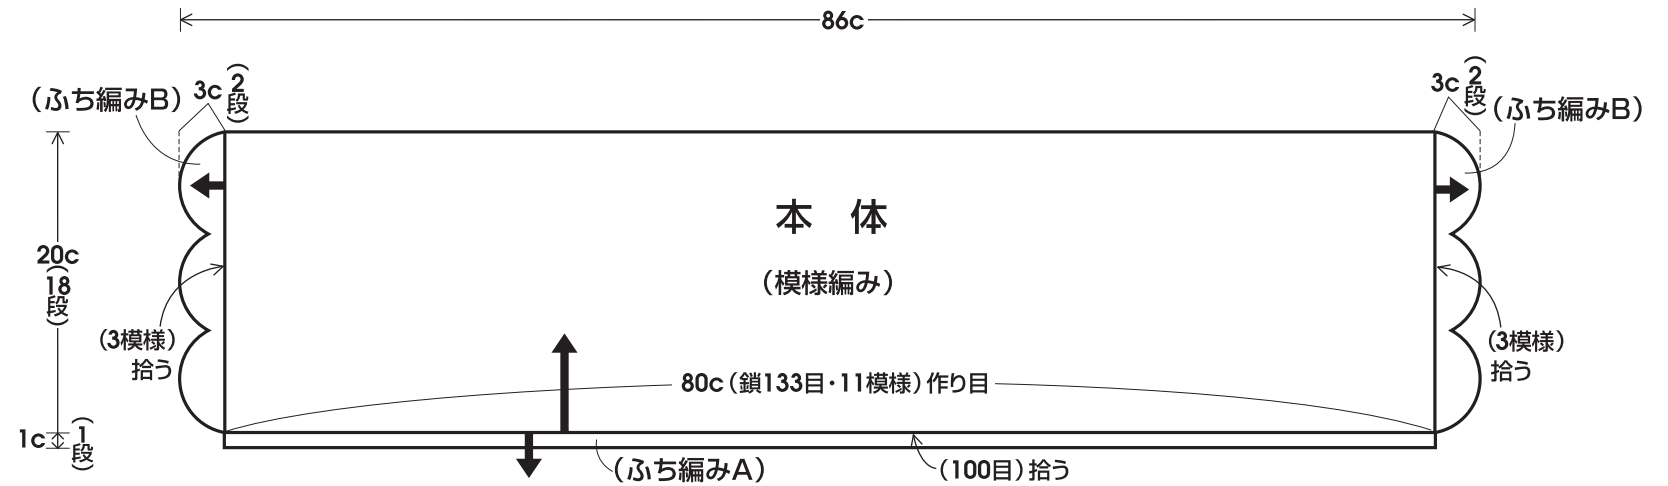 86c
(ふち編みB)
3c
(2段)
3c
(2段)
(ふち編みB)
本 体
(模様編み)
20c
(18段)
(3模様)
拾う
(3模様)
拾う
80c(鎖133目・11模様)作り目
1c
(1段)
(ふち編みA)
(100目)拾う